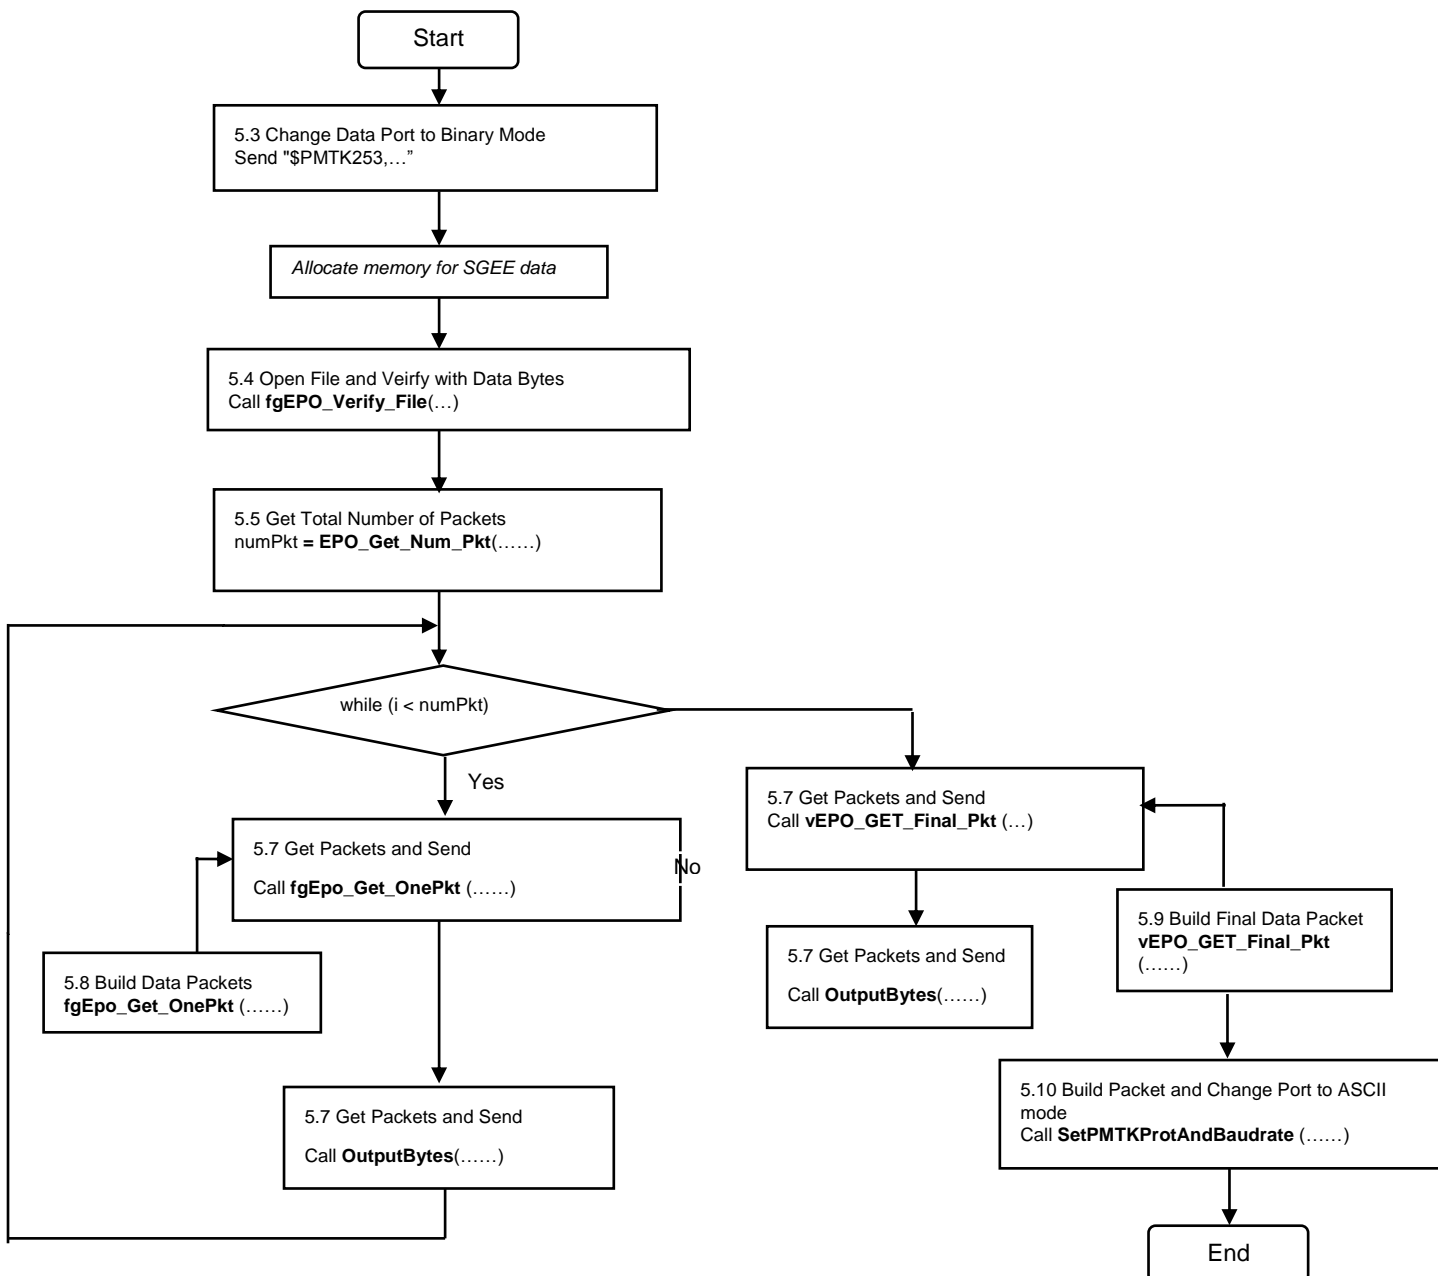 Start
5.3 Change Data Port to Binary Mode
Send "$PMTK253,…”
Allocate memory for SGEE data
5.4 Open File and Veirfy with Data Bytes
Call fgEPO_Verify_File(…)
5.5 Get Total Number of Packets
numPkt = EPO_Get_Num_Pkt(……)
while (i < numPkt)
Yes
No
5.7 Get Packets and Send
Call fgEpo_Get_OnePkt (……)
5.8 Build Data Packets
fgEpo_Get_OnePkt (……)
5.7 Get Packets and Send
Call OutputBytes(……)
5.7 Get Packets and Send
Call vEPO_GET_Final_Pkt (…)
5.7 Get Packets and Send
Call OutputBytes(……)
5.9 Build Final Data Packet
vEPO_GET_Final_Pkt
(……)
5.10 Build Packet and Change Port to ASCII
mode
Call SetPMTKProtAndBaudrate (……)
End